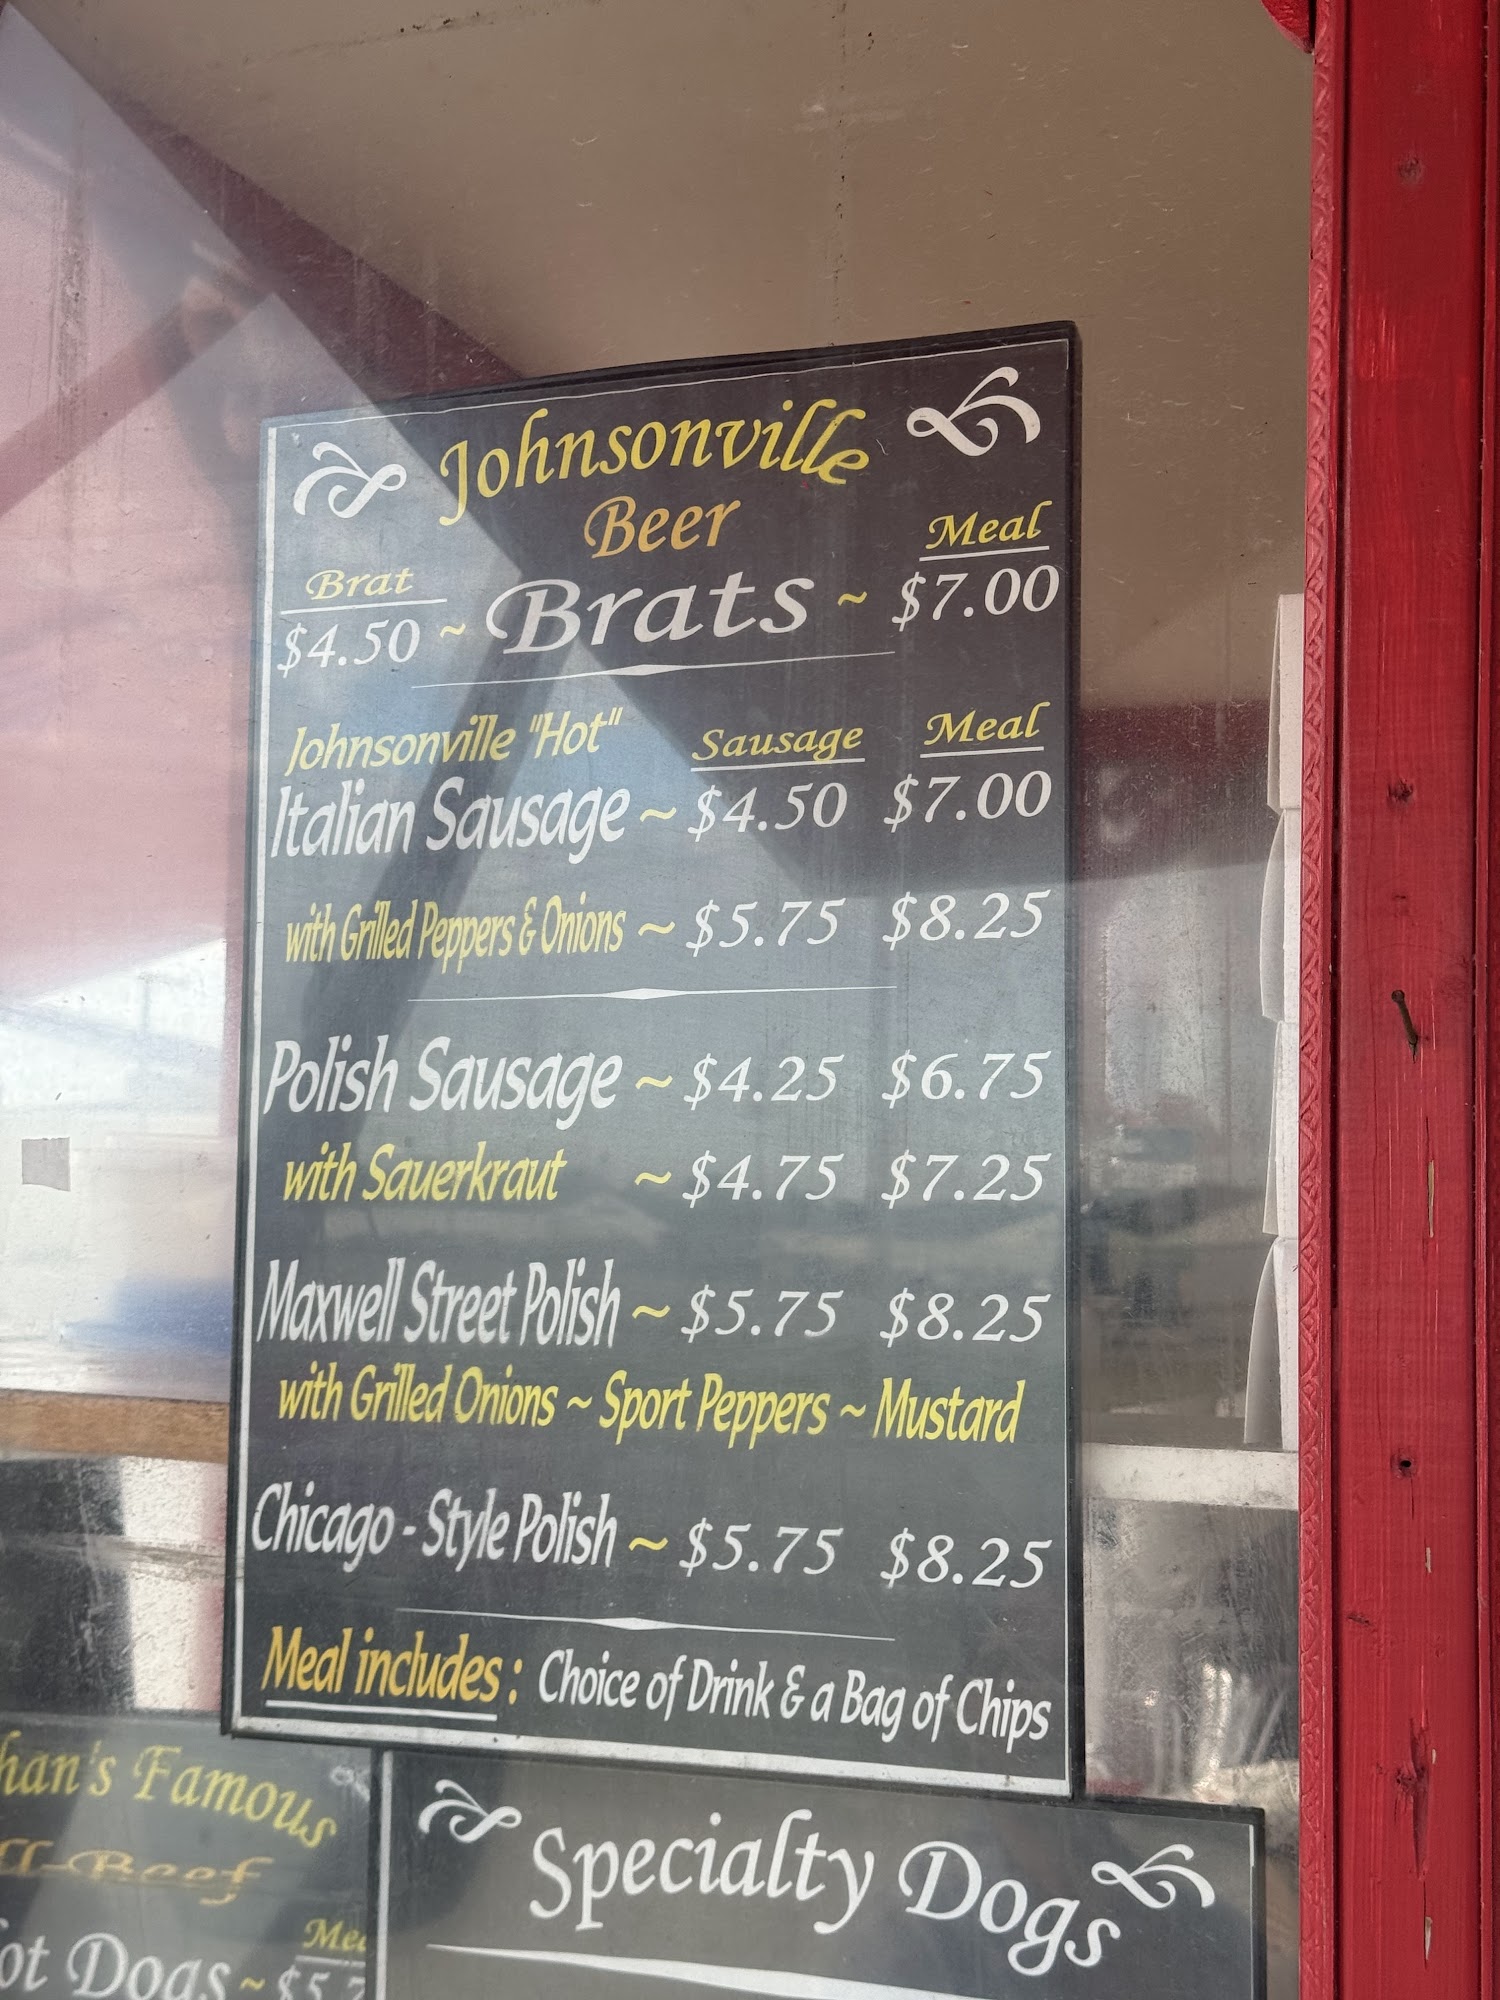 Johnsonville
Beer
Brat Meal
$4.50 ~ Brats ~ $7.00
Johnsonville "Hot" Sausage Meal
Italian Sausage ~ $4.50 $7.00
with Grilled Peppers & Onions ~ $5.75 $8.25
Polish Sausage ~ $4.25 $6.75
with Sauerkraut ~ $4.75 $7.25
Maxwell Street Polish ~ $5.75 $8.25
with Grilled Onions ~ Sport Peppers ~ Mustard
Chicago - Style Polish ~ $5.75 $8.25
Meal includes : Choice of Drink & a Bag of Chips
Famous
Beef
Dogs ~
Specialty Dogs